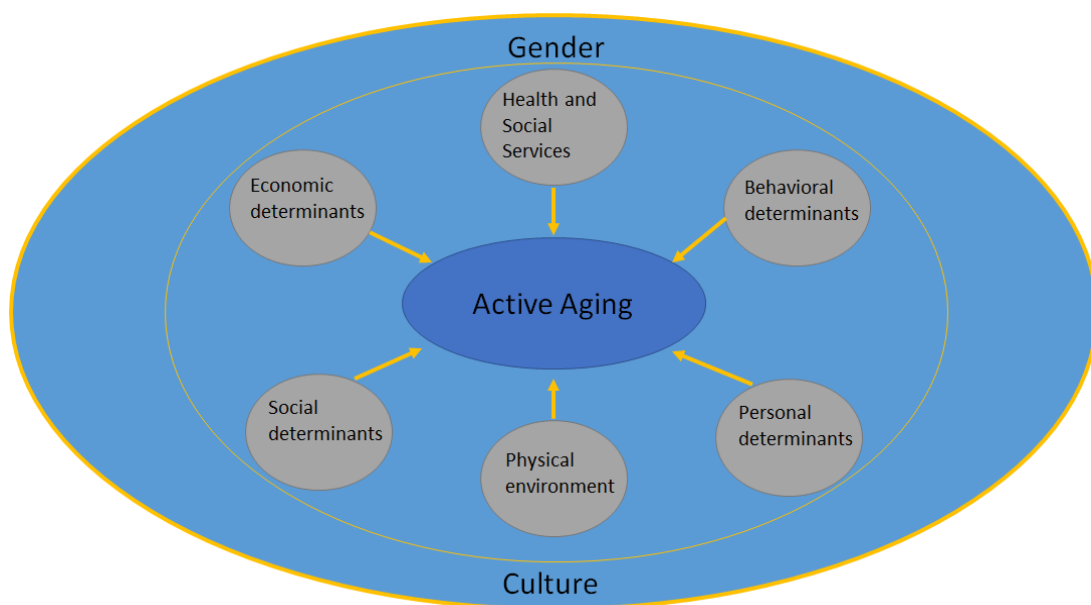 Gender
Health and
Social
Services
Economic
determinants
Behavioral
determinants
Active Aging
Social
determinants
Physical
environment
Personal
determinants
Culture